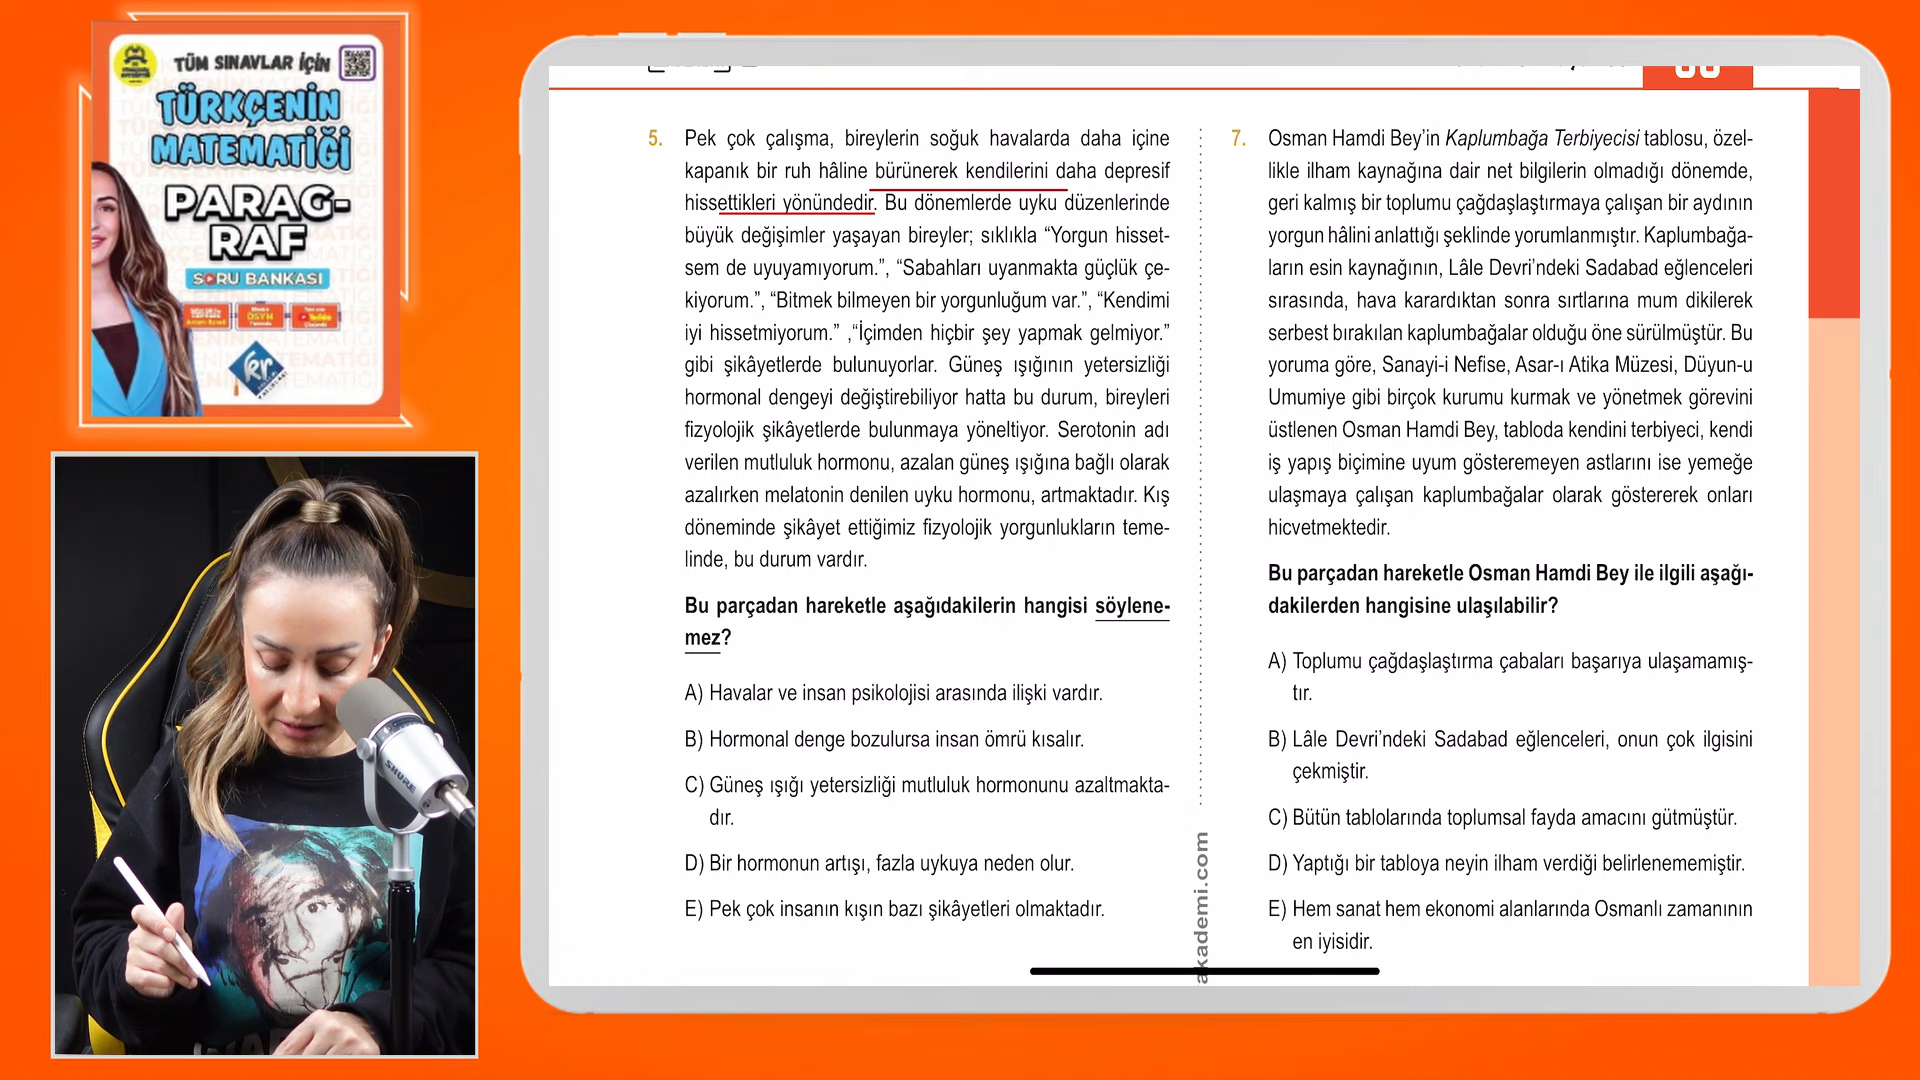 TÜM SINAVLAR İÇİN
TÜRKÇENİN
MATEMATİĞİ
PARAG-
RAF
SORU BANKASI
ÖSYM
SHURE
5. Pek çok çalışma, bireylerin soğuk havalarda daha içine
kapanık bir ruh hâline bürünerek kendilerini daha depresif
hissettikleri yönündedir. Bu dönemlerde uyku düzenlerinde
büyük değişimler yaşayan bireyler; sıklıkla “Yorgun hisset-
sem de uyuyamıyorum.”, “Sabahları uyanmakta güçlük çe-
kiyorum.”, “Bitmek bilmeyen bir yorgunluğum var.”, “Kendimi
iyi hissetmiyorum.” ,“İçimden hiçbir şey yapmak gelmiyor.”
gibi şikâyetlerde bulunuyorlar. Güneş ışığının yetersizliği
hormonal dengeyi değiştirebiliyor hatta bu durum, bireyleri
fizyolojik şikâyetlerde bulunmaya yöneltiyor. Serotonin adı
verilen mutluluk hormonu, azalan güneş ışığına bağlı olarak
azalırken melatonin denilen uyku hormonu, artmaktadır. Kış
döneminde şikâyet ettiğimiz fizyolojik yorgunlukların teme-
linde, bu durum vardır.
Bu parçadan hareketle aşağıdakilerin hangisi söylene-
mez?
A) Havalar ve insan psikolojisi arasında ilişki vardır.
B) Hormonal denge bozulursa insan ömrü kısalır.
C) Güneş ışığı yetersizliği mutluluk hormonunu azaltmakta-
dır.
D) Bir hormonun artışı, fazla uykuya neden olur.
E) Pek çok insanın kışın bazı şikâyetleri olmaktadır.
akademi.com
7. Osman Hamdi Bey’in Kaplumbağa Terbiyecisi tablosu, özel-
likle ilham kaynağına dair net bilgilerin olmadığı dönemde,
geri kalmış bir toplumu çağdaşlaştırmaya çalışan bir aydının
yorgun hâlini anlattığı şeklinde yorumlanmıştır. Kaplumbağa-
ların esin kaynağının, Lâle Devri’ndeki Sadabad eğlenceleri
sırasında, hava karardıktan sonra sırtlarına mum dikilerek
serbest bırakılan kaplumbağalar olduğu öne sürülmüştür. Bu
yoruma göre, Sanayi-i Nefise, Asar-ı Atika Müzesi, Düyun-u
Umumiye gibi birçok kurumu kurmak ve yönetmek görevini
üstlenen Osman Hamdi Bey, tabloda kendini terbiyeci, kendi
iş yapış biçimine uyum gösteremeyen astlarını ise yemeğe
ulaşmaya çalışan kaplumbağalar olarak göstererek onları
hicvetmektedir.
Bu parçadan hareketle Osman Hamdi Bey ile ilgili aşağı-
dakilerden hangisine ulaşılabilir?
A) Toplumu çağdaşlaştırma çabaları başarıya ulaşamamış-
tır.
B) Lâle Devri’ndeki Sadabad eğlenceleri, onun çok ilgisini
çekmiştir.
C) Bütün tablolarında toplumsal fayda amacını gütmüştür.
D) Yaptığı bir tabloya neyin ilham verdiği belirlenememiştir.
E) Hem sanat hem ekonomi alanlarında Osmanlı zamanının
en iyisidir.